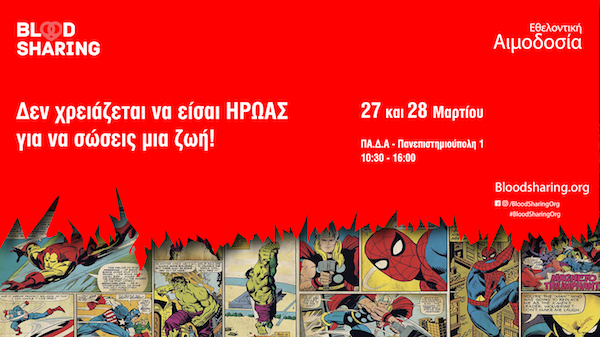 BLOOD
SHARING
Εθελοντική
Αιμοδοσία
Δεν χρειάζεται να είσαι ΗΡΩΑΣ
για να σώσεις μια ζωή!
27 και 28 Μαρτίου
ΠΑ.Δ.Α - Πανεπιστημιούπολη 1
10:30 - 16:00
Bloodsharing.org
/BloodSharingOrg
#BloodSharingOrg